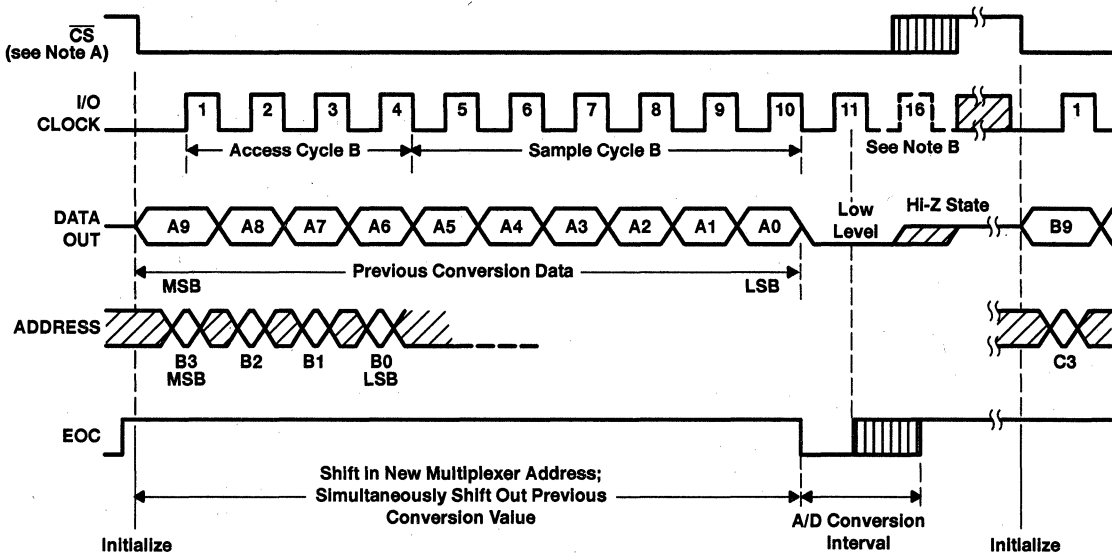 CS
(see Note A)
I/O
CLOCK
1 2 3 4 5 6 7 8 9 10 11 16 1
Access Cycle B
Sample Cycle B
See Note B
DATA
OUT
A9 A8 A7 A6 A5 A4 A3 A2 A1 A0
Low
Level
Hi-Z State
B9
Previous Conversion Data
MSB
LSB
ADDRESS
B3 B2 B1 B0
MSB
LSB
C3
EOC
Shift in New Multiplexer Address;
Simultaneously Shift Out Previous
Conversion Value
A/D Conversion
Interval
Initialize
Initialize